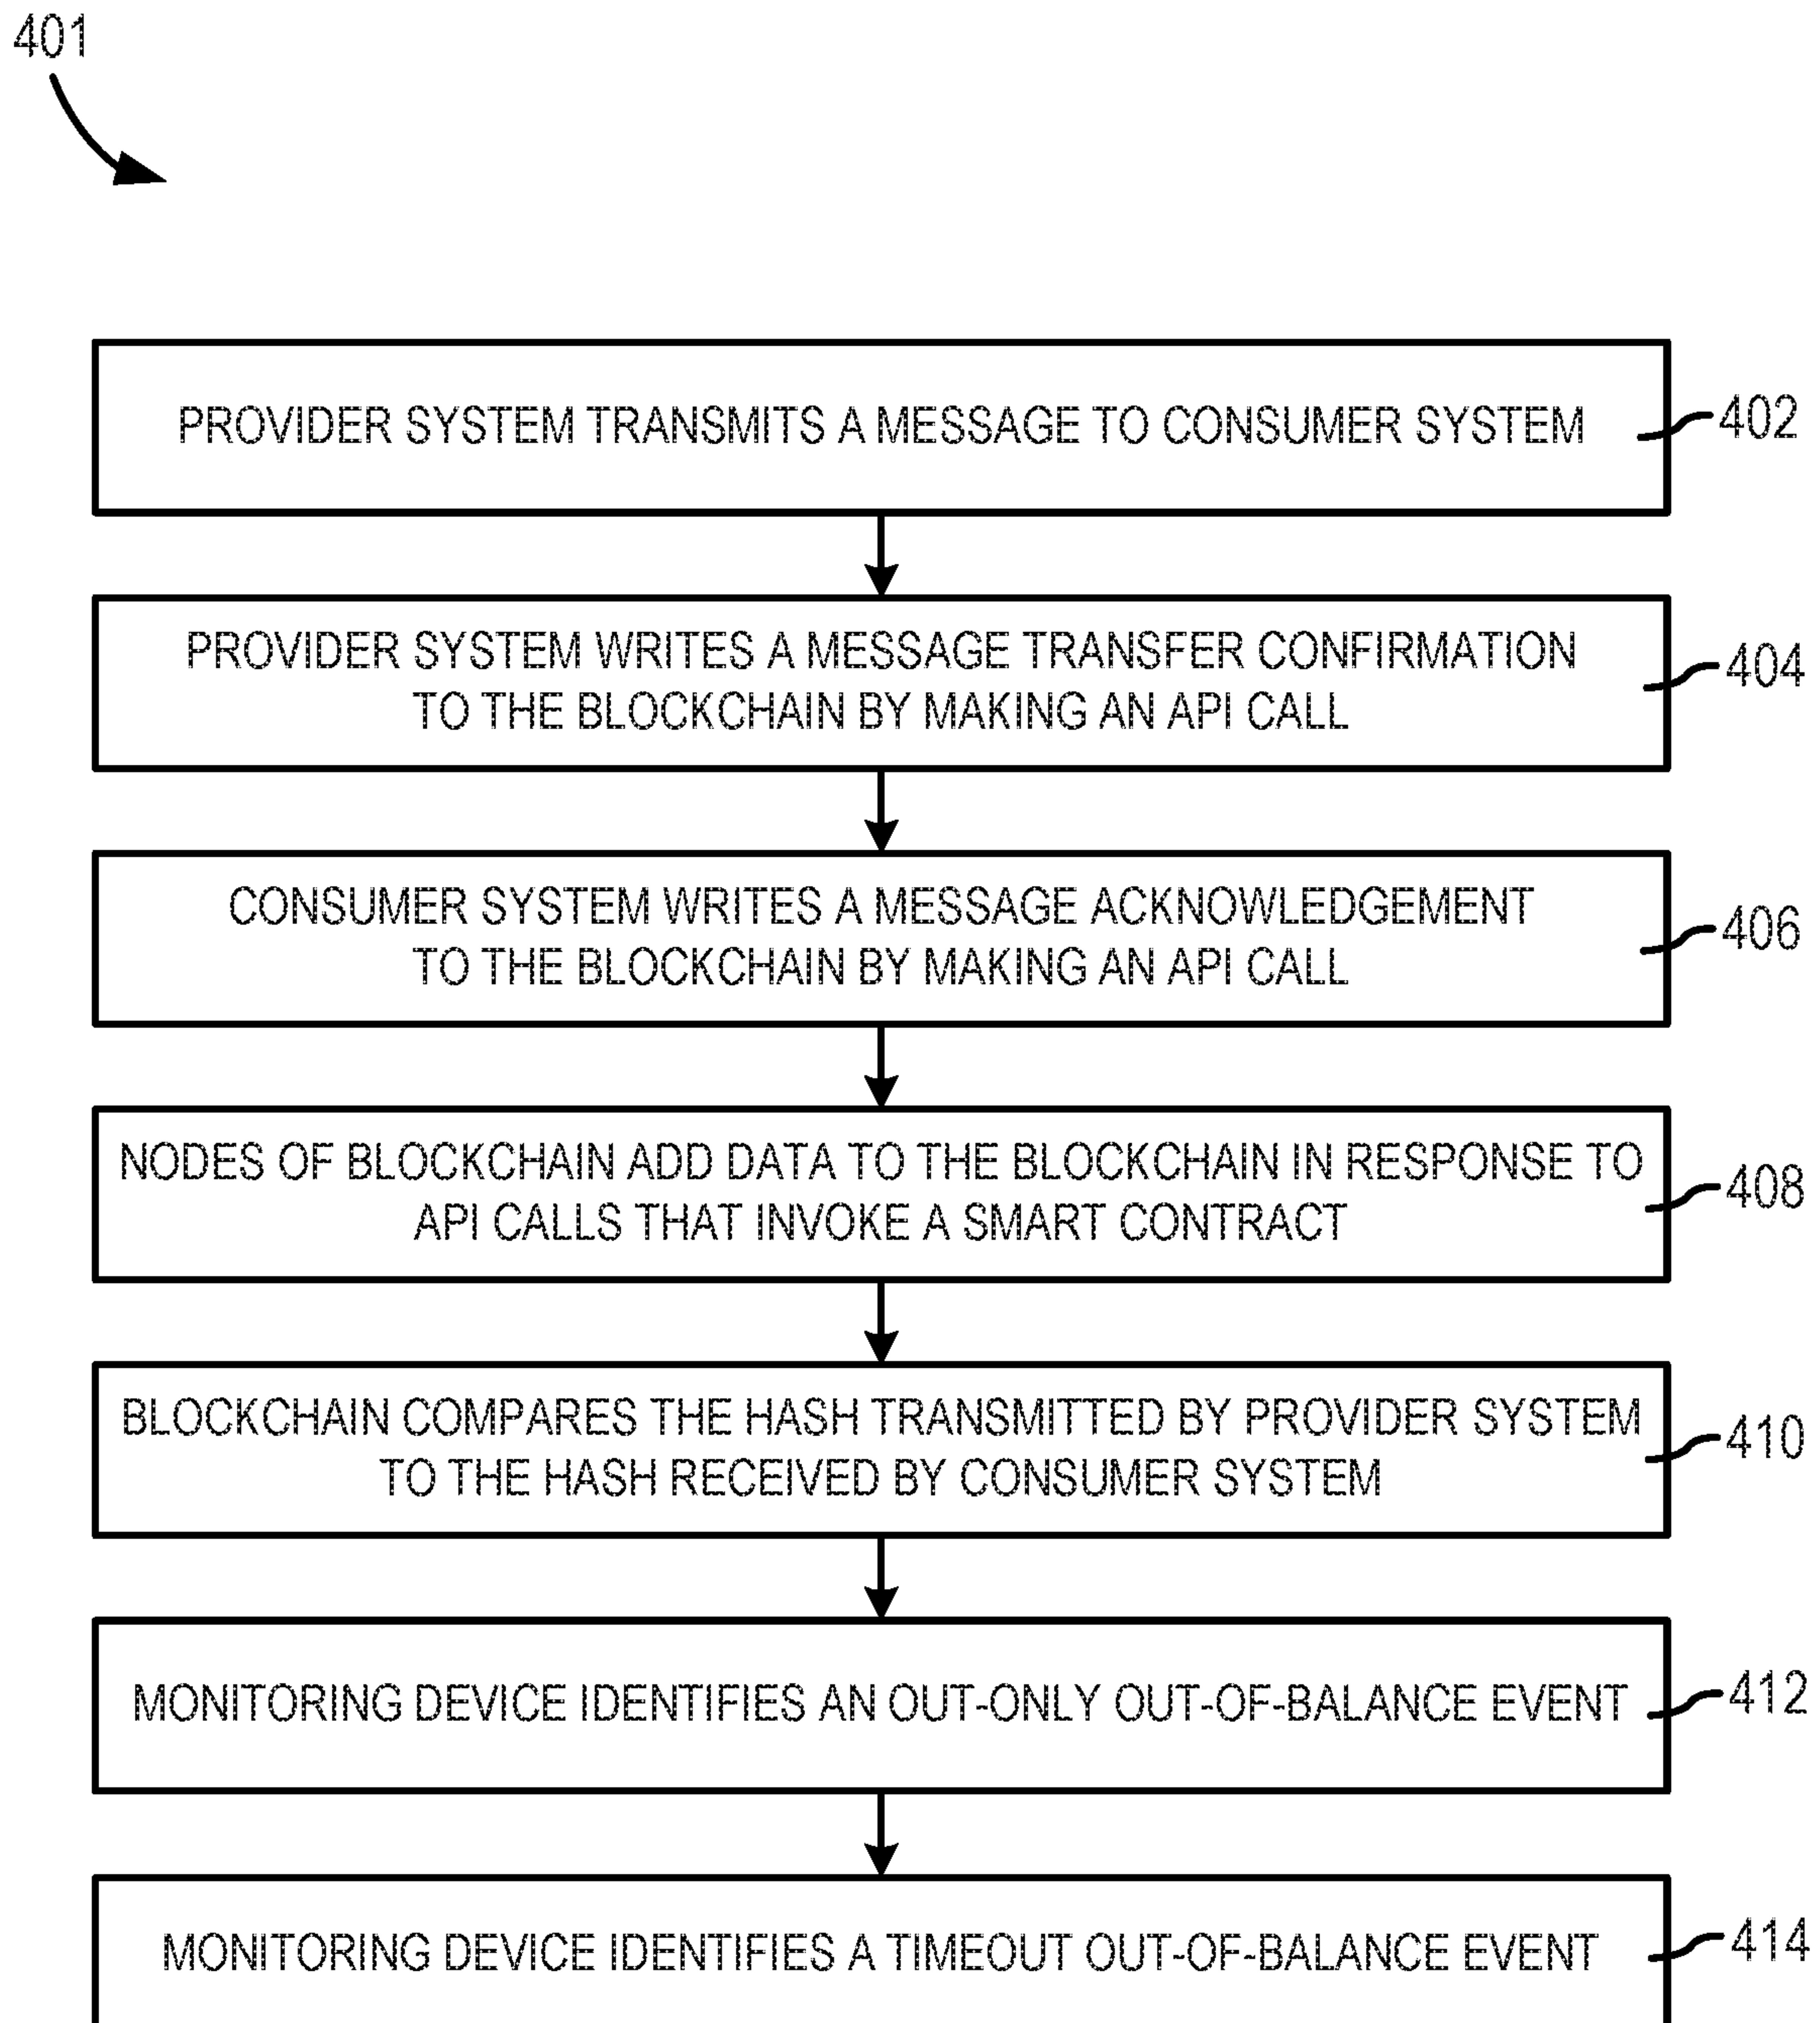 401
PROVIDER SYSTEM TRANSMITS A MESSAGE TO CONSUMER SYSTEM
402
PROVIDER SYSTEM WRITES A MESSAGE TRANSFER CONFIRMATION
TO THE BLOCKCHAIN BY MAKING AN API CALL
404
CONSUMER SYSTEM WRITES A MESSAGE ACKNOWLEDGEMENT
TO THE BLOCKCHAIN BY MAKING AN API CALL
406
NODES OF BLOCKCHAIN ADD DATA TO THE BLOCKCHAIN IN RESPONSE TO
API CALLS THAT INVOKE A SMART CONTRACT
408
BLOCKCHAIN COMPARES THE HASH TRANSMITTED BY PROVIDER SYSTEM
TO THE HASH RECEIVED BY CONSUMER SYSTEM
410
MONITORING DEVICE IDENTIFIES AN OUT-ONLY OUT-OF-BALANCE EVENT
412
MONITORING DEVICE IDENTIFIES A TIMEOUT OUT-OF-BALANCE EVENT
414